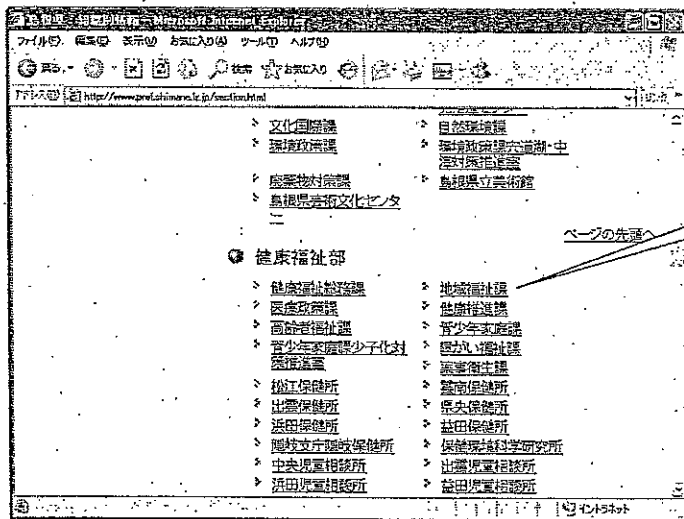 島根県：組織別情報 - Microsoft Internet Explorer
ファイル(F) 編集(E) 表示(V) お気に入り(A) ツール(T) ヘルプ(H)
戻る 検索 お気に入り
アドレス(D) http://www.pref.shimane.lg.jp/section.html 移動
文化国際課 自然環境課
環境政策課 環境政策課宍道湖・中
海対策推進室
廃棄物対策課 島根県立美術館
島根県芸術文化センタ
ー
ページの先頭へ
健康福祉部
健康福祉総務課 地域福祉課
医療政策課 健康推進課
高齢者福祉課 青少年家庭課
青少年家庭課少子化対 障がい福祉課
策推進室
薬事衛生課
松江保健所 雲南保健所
出雲保健所 県央保健所
浜田保健所 益田保健所
隠岐支庁隠岐保健所 保健環境科学研究所
中央児童相談所 出雲児童相談所
浜田児童相談所 益田児童相談所
イントラネット